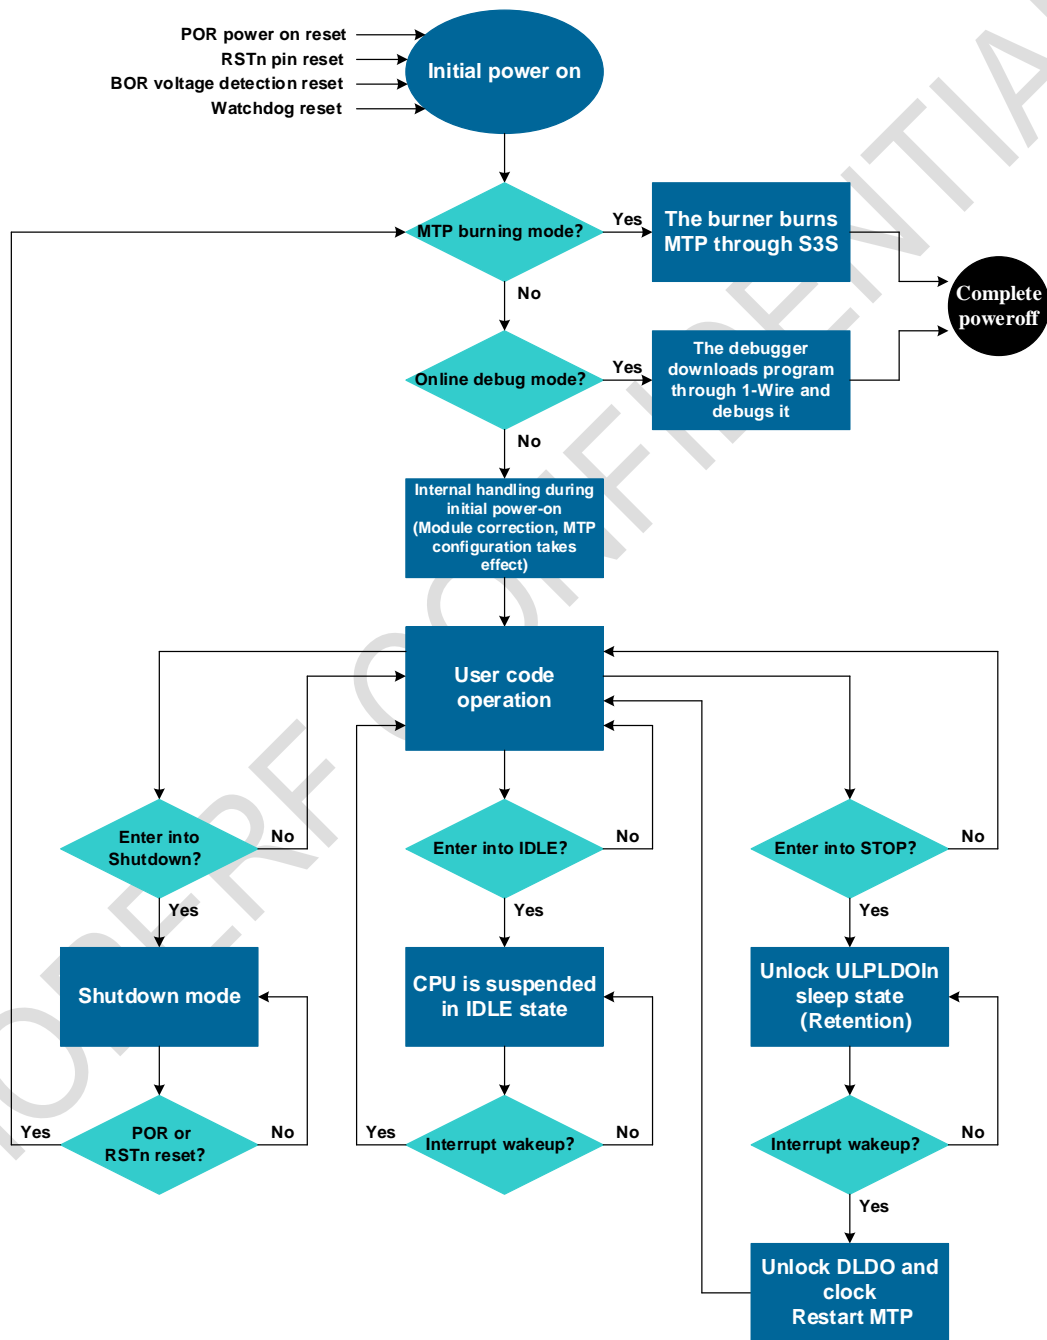 POR power on reset
RSTn pin reset
BOR voltage detection reset
Watchdog reset
Initial power on
MTP burning mode?
Yes
The burner burns
MTP through S3S
No
Complete
poweroff
Online debug mode?
Yes
The debugger
downloads program
through 1-Wire and
debugs it
No
Internal handling during
initial power-on
(Module correction, MTP
configuration takes
effect)
User code
operation
Enter into
Shutdown?
No
Enter into IDLE?
No
Enter into STOP?
No
Yes
Yes
Yes
Shutdown mode
CPU is suspended
in IDLE state
Unlock ULPLDOIn
sleep state
(Retention)
Yes
POR or
RSTn reset?
No
Yes
Interrupt wakeup?
No
Interrupt wakeup?
No
Yes
Unlock DLDO and
clock
Restart MTP
CONFIDENTIAL